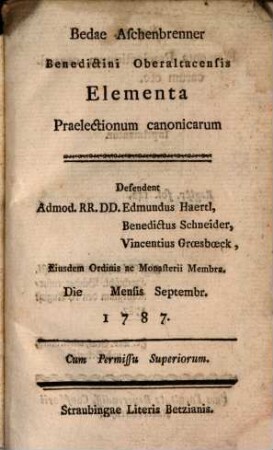 Bedae Aschenbrenner
Benedictini Oberaltacensis
Elementa
Praelectionum canonicarum
Defendent
Admod. RR. DD. Edmundus Haertl,
Benedictus Schneider,
Vincentius Grœsbœck,
Eiusdem Ordinis ac Monasterii Membra.
Die Mensis Septembr.
1787.
Cum Permissu Superiorum.
Straubingae Literis Betzianis.